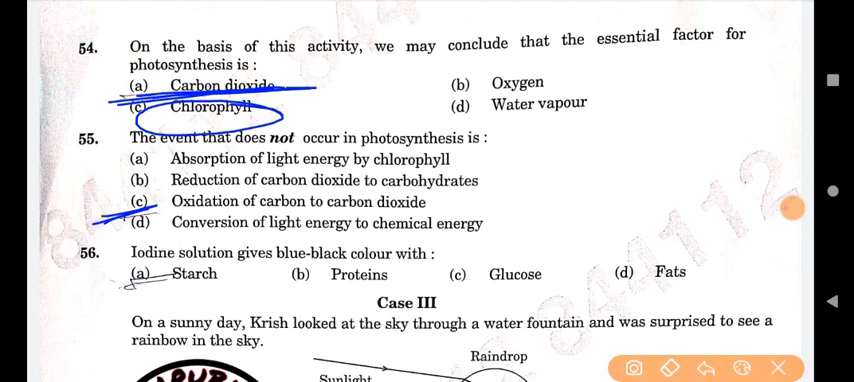 54. On the basis of this activity, we may conclude that the essential factor for
photosynthesis is :
(a) Carbon dioxide (b) Oxygen
(c) Chlorophyll (d) Water vapour
55. The event that does not occur in photosynthesis is :
(a) Absorption of light energy by chlorophyll
(b) Reduction of carbon dioxide to carbohydrates
(c) Oxidation of carbon to carbon dioxide
(d) Conversion of light energy to chemical energy
56. Iodine solution gives blue-black colour with :
(a) Starch (b) Proteins (c) Glucose (d) Fats
Case III
On a sunny day, Krish looked at the sky through a water fountain and was surprised to see a
rainbow in the sky.
Raindrop
Sunlight